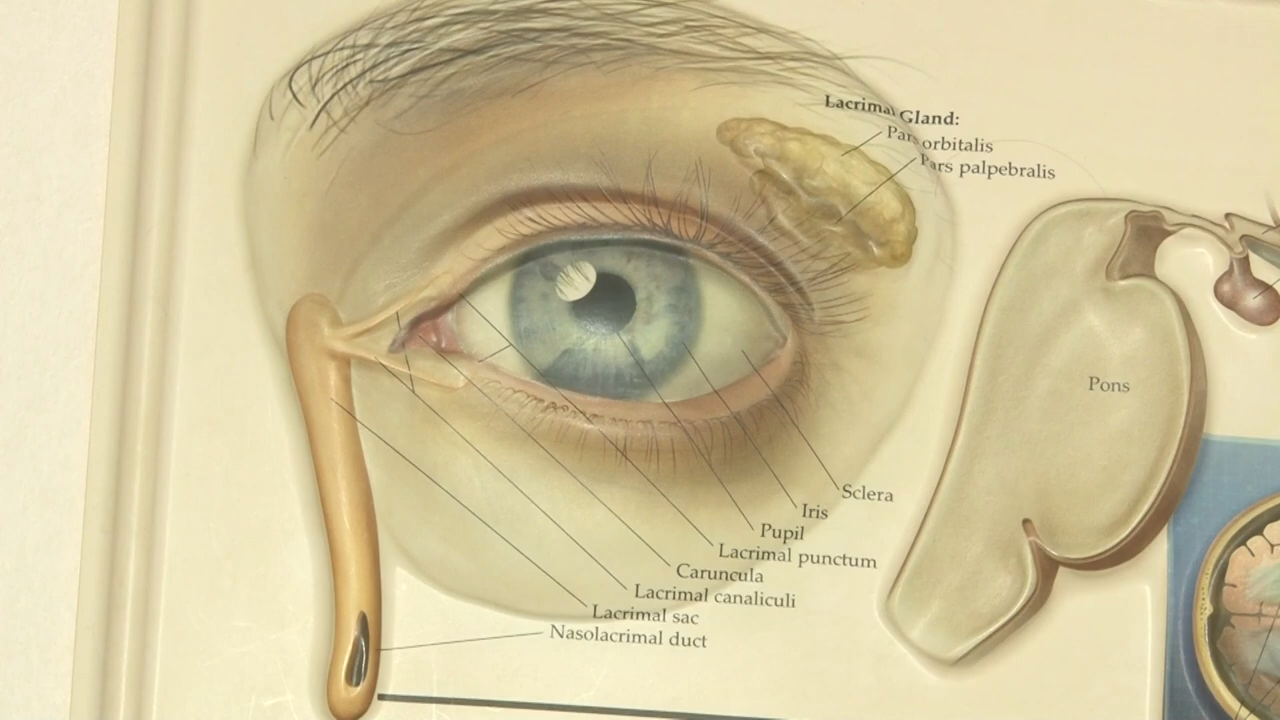 Lacrimal Gland:
Pars orbitalis
Pars palpebralis
Pons
Sclera
Iris
Pupil
Lacrimal punctum
Caruncula
Lacrimal canaliculi
Lacrimal sac
Nasolacrimal duct